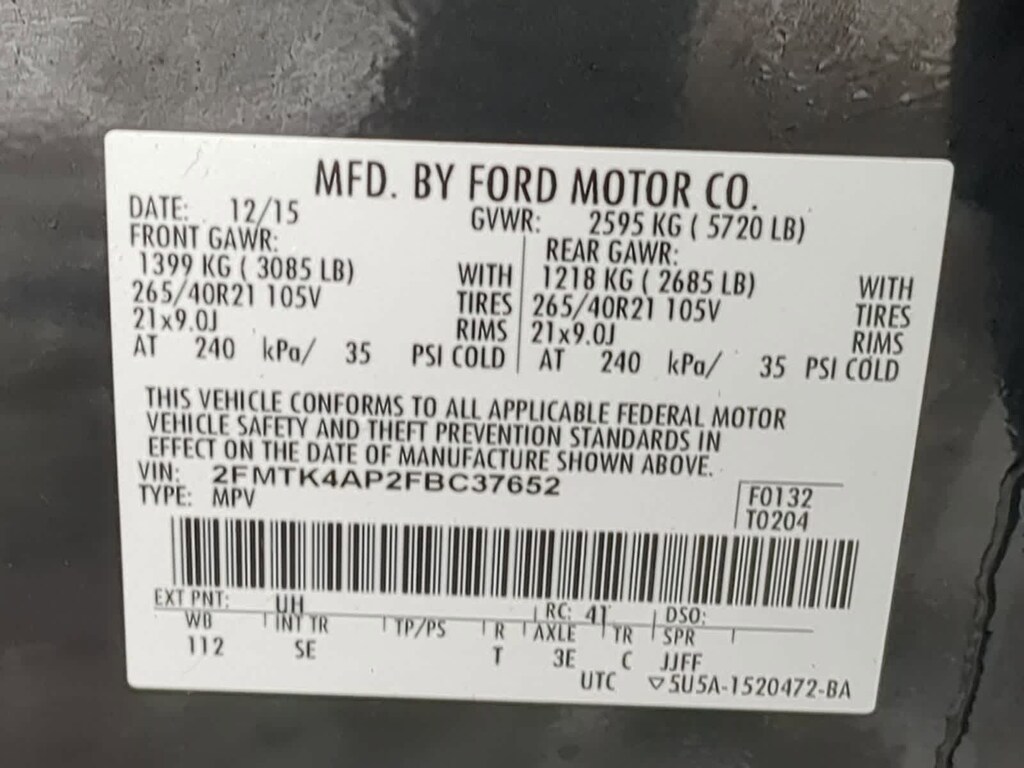 MFD. BY FORD MOTOR CO.
DATE: 12/15 GVWR: 2595 KG ( 5720 LB)
FRONT GAWR: REAR GAWR:
1399 KG ( 3085 LB) WITH 1218 KG ( 2685 LB) WITH
265/40R21 105V TIRES 265/40R21 105V TIRES
21x9.0J RIMS 21x9.0J RIMS
AT 240 kPa/ 35 PSI COLD AT 240 kPa/ 35 PSI COLD
THIS VEHICLE CONFORMS TO ALL APPLICABLE FEDERAL MOTOR
VEHICLE SAFETY AND THEFT PREVENTION STANDARDS IN
EFFECT ON THE DATE OF MANUFACTURE SHOWN ABOVE.
VIN: 2FMTK4AP2FBC37652
TYPE: MPV
F0132
T0204
EXT PNT: UH RC: 41 DSO:
WB INT TR TP/PS R AXLE TR SPR
112 SE T 3E C JJFF
UTC ▽5U5A-1520472-BA